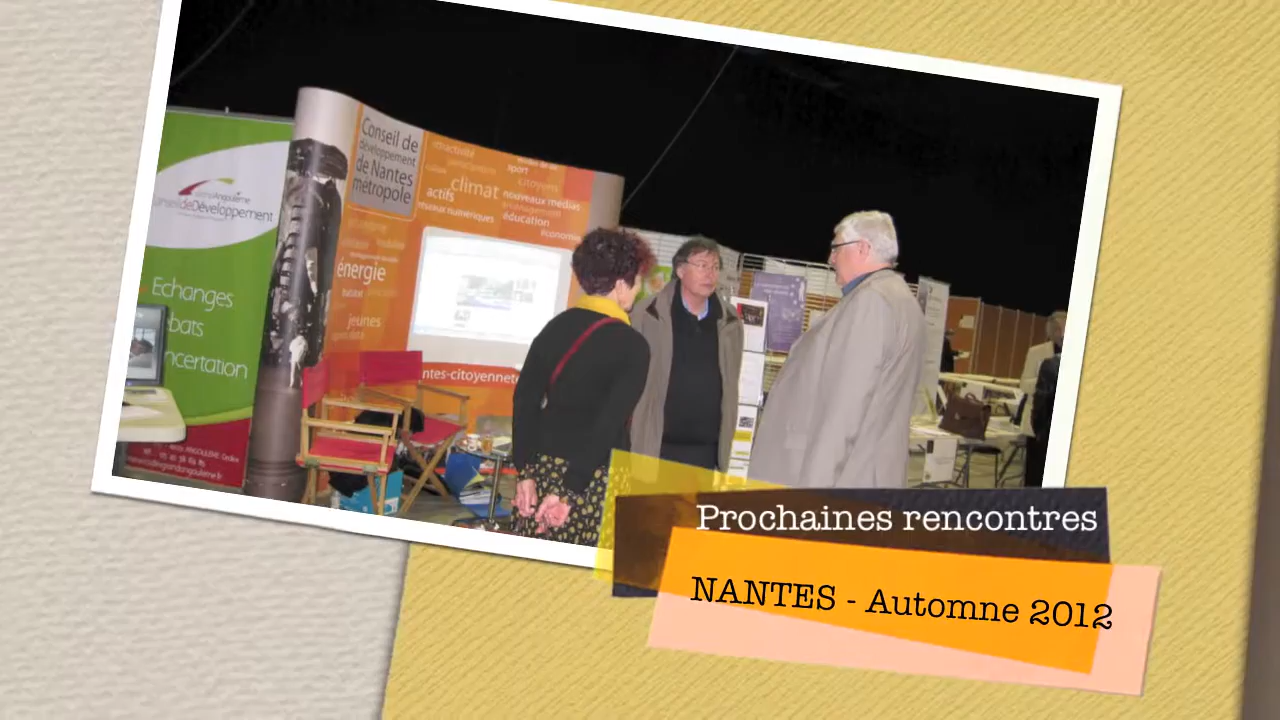 Conseil de
développement
de Nantes
métropole
attractivité
sport
citoyens
climat
actifs
nouveaux médias
réseaux numériques
éducation
économie
énergie
jeunes
ntes-citoyennet
Conseil de Développement
Echanges
bats
ncertation
Prochaines rencontres
NANTES - Automne 2012